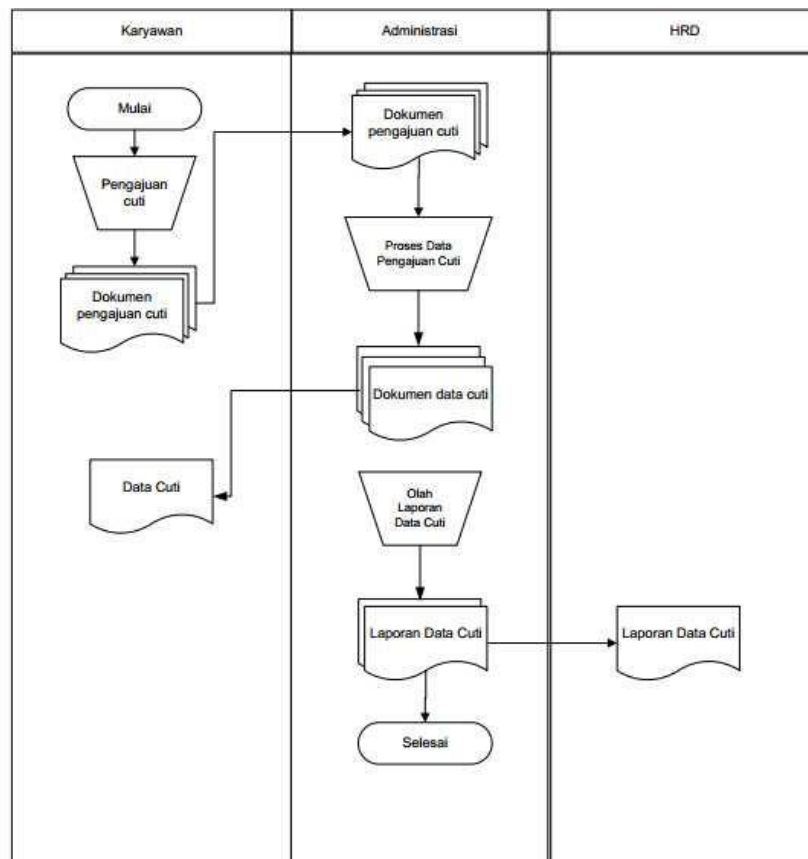 Karyawan
Administrasi
HRD
Mulai
Pengajuan
cuti
Dokumen
pengajuan cuti
Dokumen
pengajuan cuti
Proses Data
Pengajuan Cuti
Dokumen data cuti
Data Cuti
Olah
Laporan
Data Cuti
Laporan Data Cuti
Laporan Data Cuti
Selesai